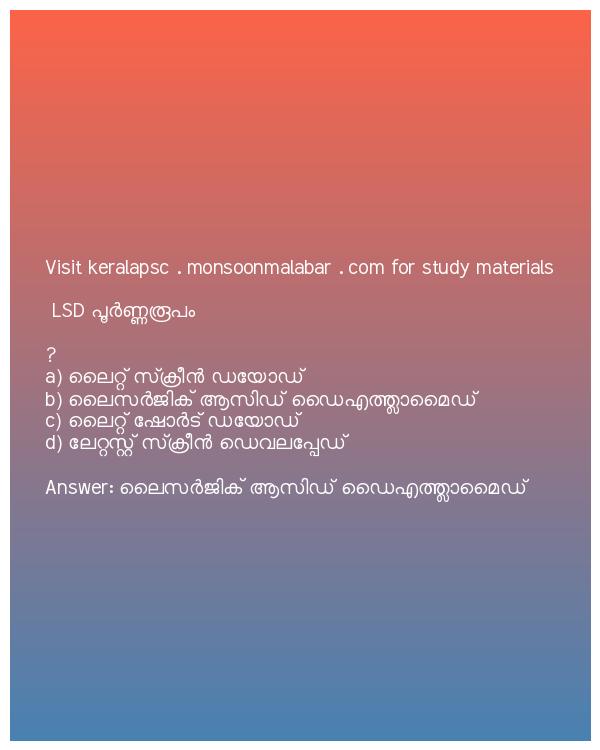 Visit keralapsc . monsoonmalabar . com for study materials
LSD പൂർണ്ണരൂപം
?
a) ലൈറ്റ് സ്ക്രീൻ ഡയോഡ്
b) ലൈസർജിക് ആസിഡ് ഡൈഎത്ത്ലാമൈഡ്
c) ലൈറ്റ് ഷോർട് ഡയോഡ്
d) ലേറ്റസ്റ്റ് സ്ക്രീൻ ഡെവലപ്പേഡ്
Answer: ലൈസർജിക് ആസിഡ് ഡൈഎത്ത്ലാമൈഡ്